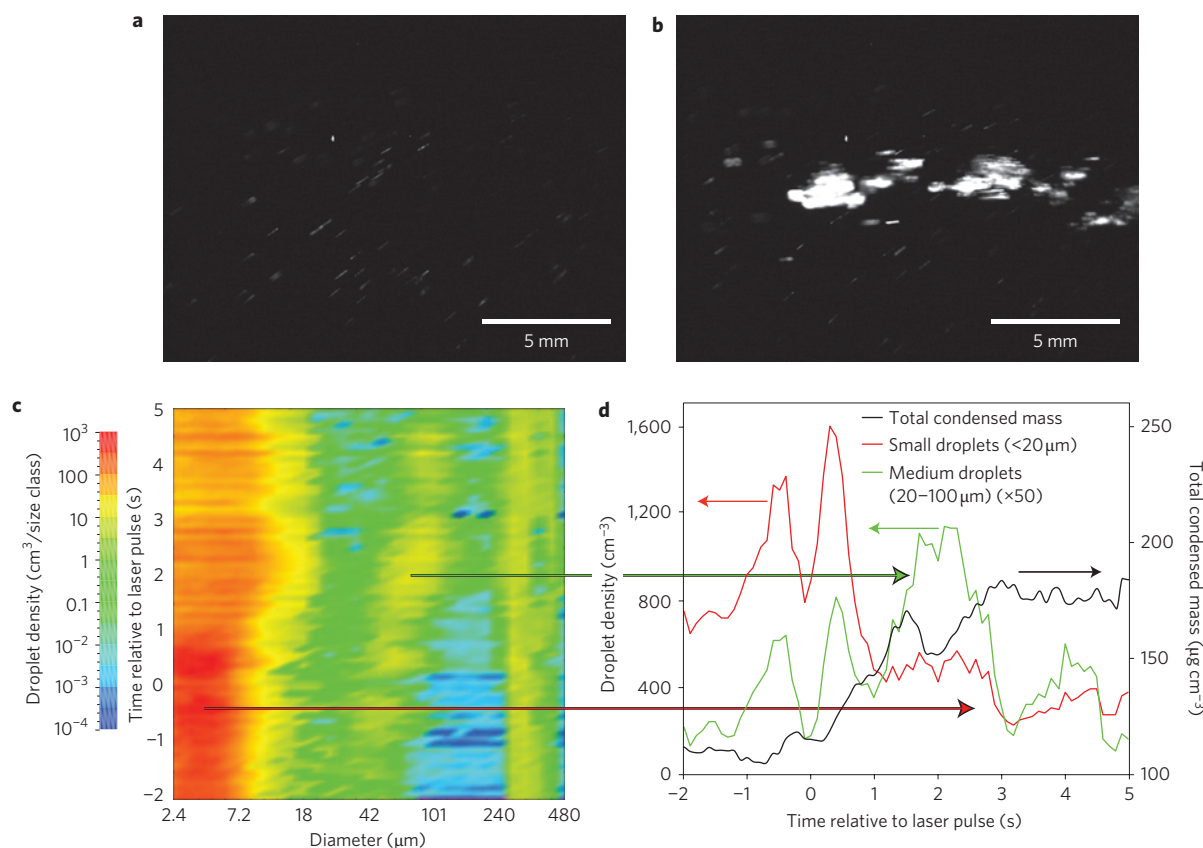 a
b
5 mm
5 mm
c
Droplet density (cm³/size class)
10³
100
10
1
0.1
10⁻²
10⁻³
10⁻⁴
Time relative to laser pulse (s)
5
4
3
2
1
0
−1
−2
2.4 7.2 18 42 101 240 480
Diameter (μm)
d
Total condensed mass
Small droplets (<20 μm)
Medium droplets
(20–100 μm) (×50)
Droplet density (cm⁻³)
1,600
1,200
800
400
0
250
200
150
100
Total condensed
mass (μg cm⁻³)
−2 −1 0 1 2 3 4 5
Time relative to laser pulse (s)